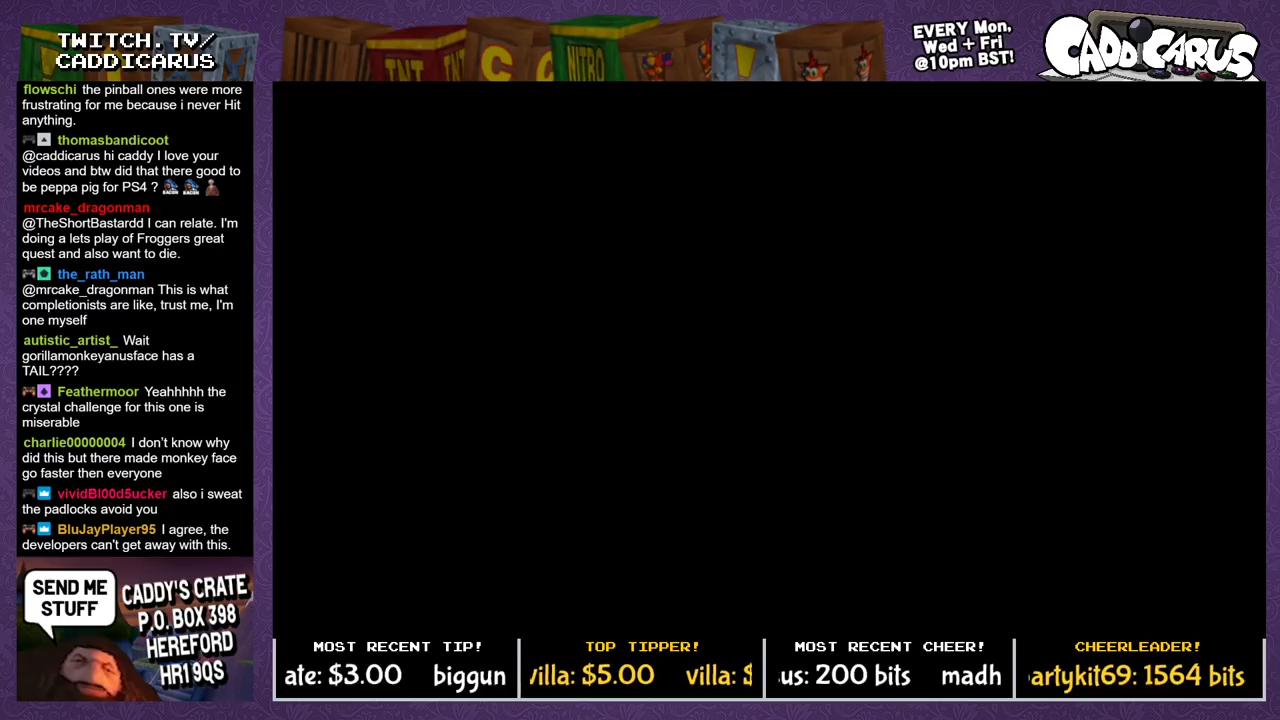 TWITCH.TV/
CADDICARUS
TNT
TNT
C
C
NITRO
EVERY Mon,
Wed + Fri
@10pm BST!
CADDICARUS
flowschi the pinball ones were more
frustrating for me because i never Hit
anything.
thomasbandicoot
@caddicarus hi caddy I love your
videos and btw did that there good to
be peppa pig for PS4 ?
mrcake_dragonman
@TheShortBastardd I can relate. I'm
doing a lets play of Froggers great
quest and also want to die.
the_rath_man
@mrcake_dragonman This is what
completionists are like, trust me, I'm
one myself
autistic_artist_ Wait
gorillamonkeyanusface has a
TAIL????
Feathermoor Yeahhhhh the
crystal challenge for this one is
miserable
charlie00000004 I don’t know why
did this but there made monkey face
go faster then everyone
vividBl00d5ucker also i sweat
the padlocks avoid you
BluJayPlayer95 I agree, the
developers can't get away with this.
SEND ME
STUFF
CADDY'S CRATE
P.O. BOX 398
HEREFORD
HR1 9QS
MOST RECENT TIP!
ate: $3.00 biggun
TOP TIPPER!
villa: $5.00 villa: $
MOST RECENT CHEER!
us: 200 bits madh
CHEERLEADER!
artykit69: 1564 bits